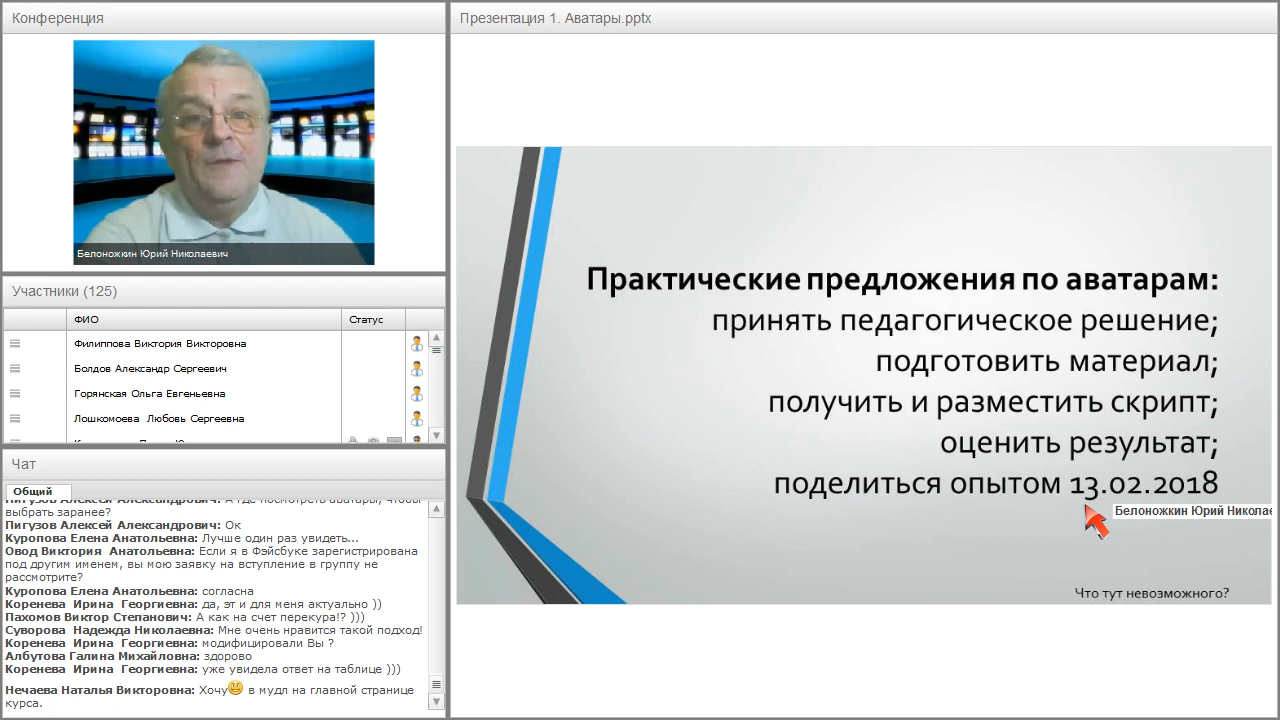 Конференция
Белоножкин Юрий Николаевич
Участники (125)
ФИО
Статус
Филиппова Виктория Викторовна
Болдов Александр Сергеевич
Горянская Ольга Евгеньевна
Лошкомоева Любовь Сергеевна
Чат
Общий
Пигузов Алексей Александрович: А где посмотреть аватары, чтобы
выбрать заранее?
Пигузов Алексей Александрович: Ок
Куропова Елена Анатольевна: Лучше один раз увидеть...
Овод Виктория Анатольевна: Если я в Фэйсбуке зарегистрирована
под другим именем, вы мою заявку на вступление в группу не
рассмотрите?
Куропова Елена Анатольевна: согласна
Коренева Ирина Георгиевна: да, эт и для меня актуально ))
Пахомов Виктор Степанович: А как на счет перекура!? )))
Суворова Надежда Николаевна: Мне очень нравится такой подход!
Коренева Ирина Георгиевна: модифицировали Вы ?
Албутова Галина Михайловна: здорово
Коренева Ирина Георгиевна: уже увидела ответ на таблице )))
Нечаева Наталья Викторовна: Хочу в мудл на главной странице
курса.
Презентация 1. Аватары.pptx
Практические предложения по аватарам:
принять педагогическое решение;
подготовить материал;
получить и разместить скрипт;
оценить результат;
поделиться опытом 13.02.2018
Белоножкин Юрий Николае
Что тут невозможного?